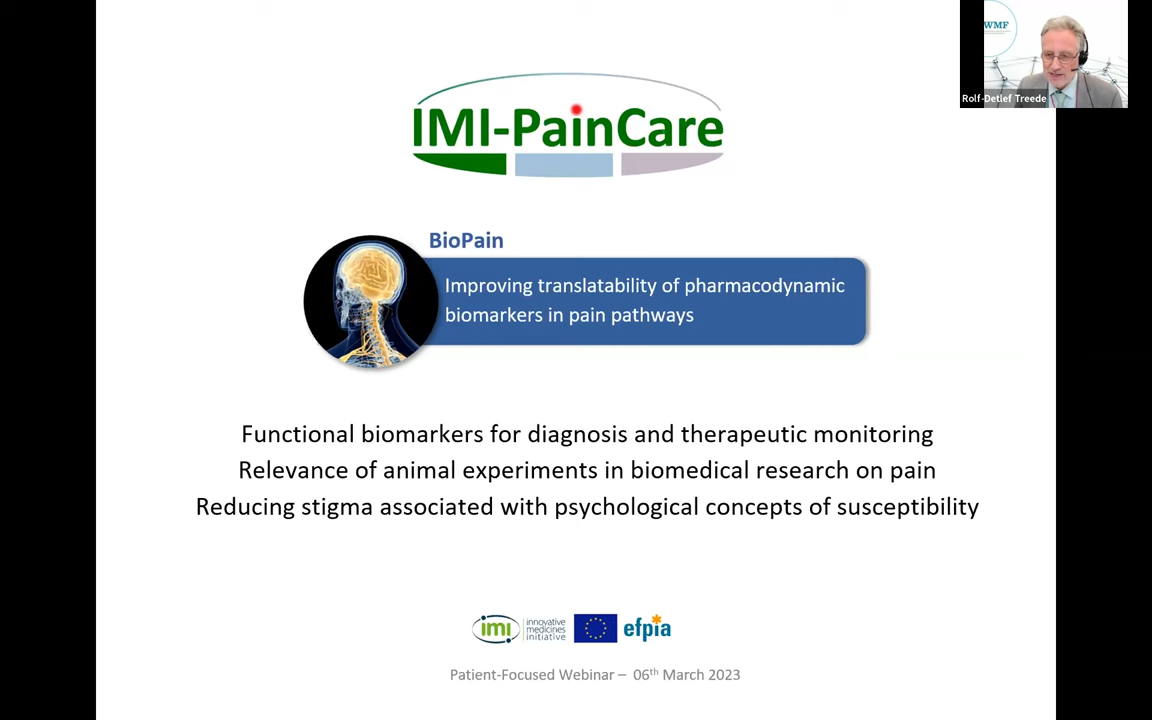 WMF
Rolf-Detlef Treede
IMI-PainCare
BioPain
Improving translatability of pharmacodynamic
biomarkers in pain pathways
Functional biomarkers for diagnosis and therapeutic monitoring
Relevance of animal experiments in biomedical research on pain
Reducing stigma associated with psychological concepts of susceptibility
imi
innovative
medicines
initiative
efpia
Patient-Focused Webinar – 06th March 2023